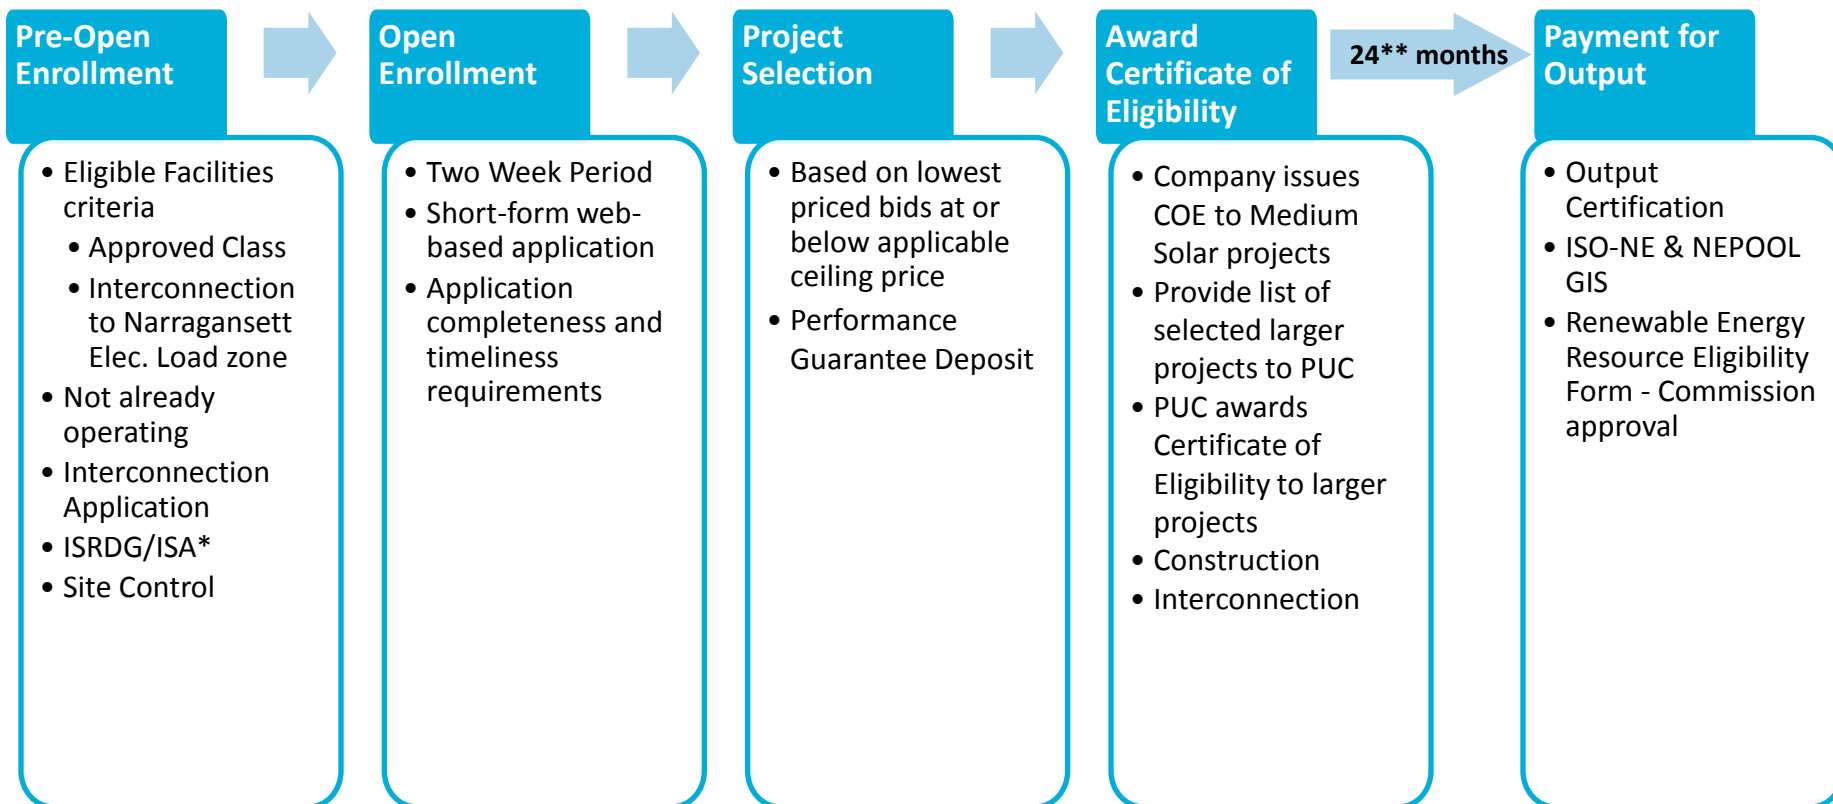 Pre-Open
Enrollment
• Eligible Facilities
criteria
• Approved Class
• Interconnection
to Narragansett
Elec. Load zone
• Not already
operating
• Interconnection
Application
• ISRDG/ISA*
• Site Control
Open
Enrollment
• Two Week Period
• Short-form web-
based application
• Application
completeness and
timeliness
requirements
Project
Selection
• Based on lowest
priced bids at or
below applicable
ceiling price
• Performance
Guarantee Deposit
Award
Certificate of
Eligibility
• Company issues
COE to Medium
Solar projects
• Provide list of
selected larger
projects to PUC
• PUC awards
Certificate of
Eligibility to larger
projects
• Construction
• Interconnection
24** months
Payment for
Output
• Output
Certification
• ISO-NE & NEPOOL
GIS
• Renewable Energy
Resource Eligibility
Form - Commission
approval